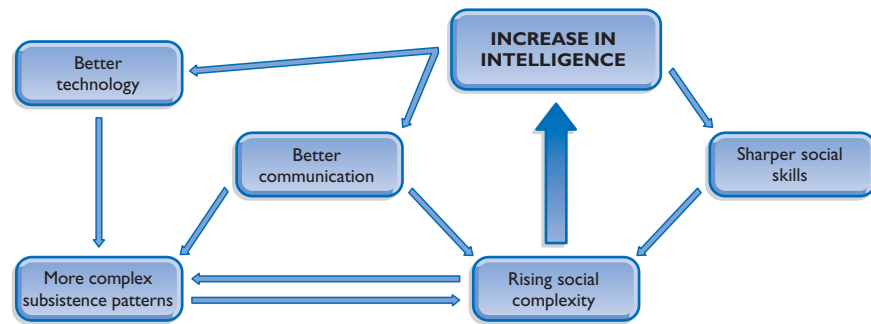 INCREASE IN
INTELLIGENCE
Better
technology
Better
communication
Sharper social
skills
More complex
subsistence patterns
Rising social
complexity